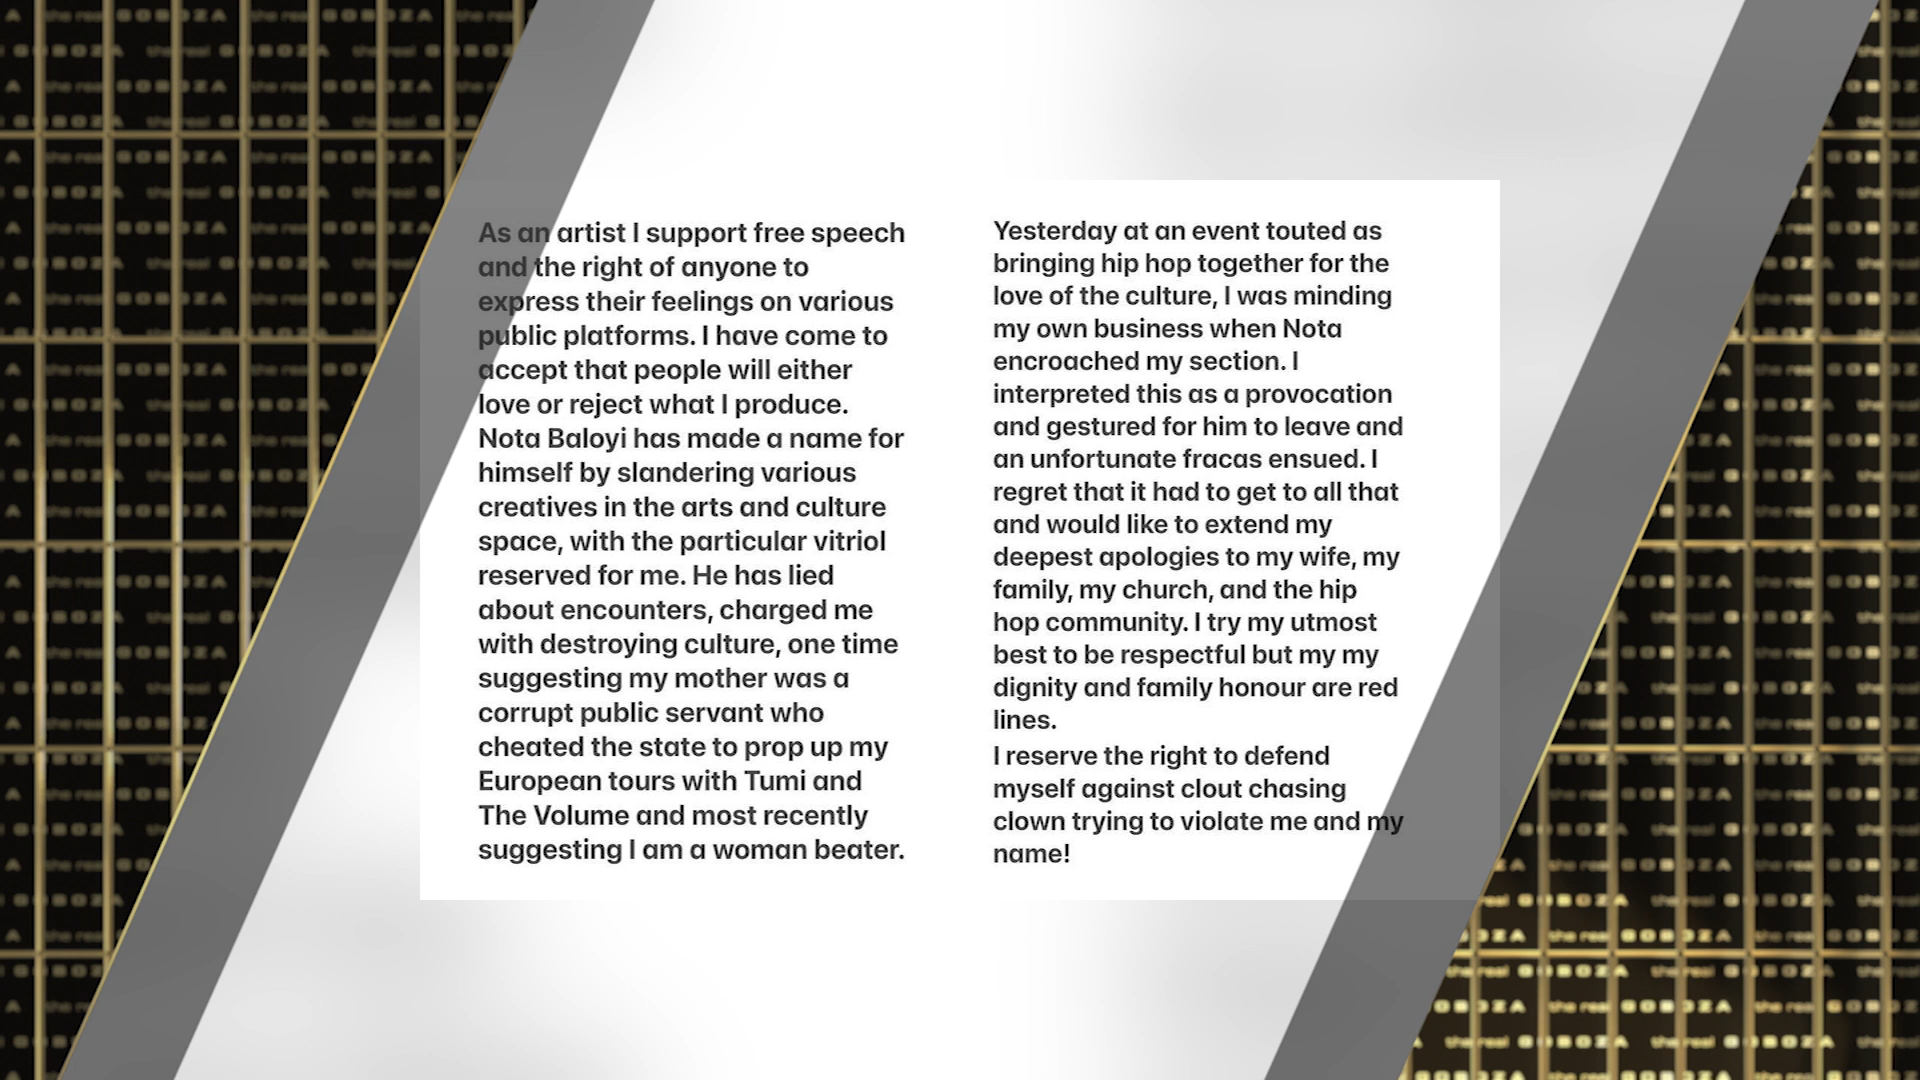 As an artist I support free speech
and the right of anyone to
express their feelings on various
public platforms. I have come to
accept that people will either
love or reject what I produce.
Nota Baloyi has made a name for
himself by slandering various
creatives in the arts and culture
space, with the particular vitriol
reserved for me. He has lied
about encounters, charged me
with destroying culture, one time
suggesting my mother was a
corrupt public servant who
cheated the state to prop up my
European tours with Tumi and
The Volume and most recently
suggesting I am a woman beater.
Yesterday at an event touted as
bringing hip hop together for the
love of the culture, I was minding
my own business when Nota
encroached my section. I
interpreted this as a provocation
and gestured for him to leave and
an unfortunate fracas ensued. I
regret that it had to get to all that
and would like to extend my
deepest apologies to my wife, my
family, my church, and the hip
hop community. I try my utmost
best to be respectful but my my
dignity and family honour are red
lines.
I reserve the right to defend
myself against clout chasing
clown trying to violate me and my
name!